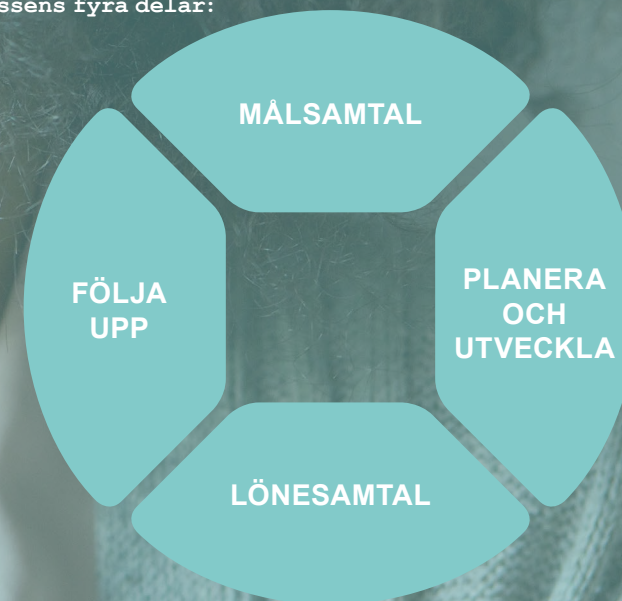 ssens fyra delar:
MÅLSAMTAL
PLANERA
OCH
UTVECKLA
LÖNESAMTAL
FÖLJA
UPP